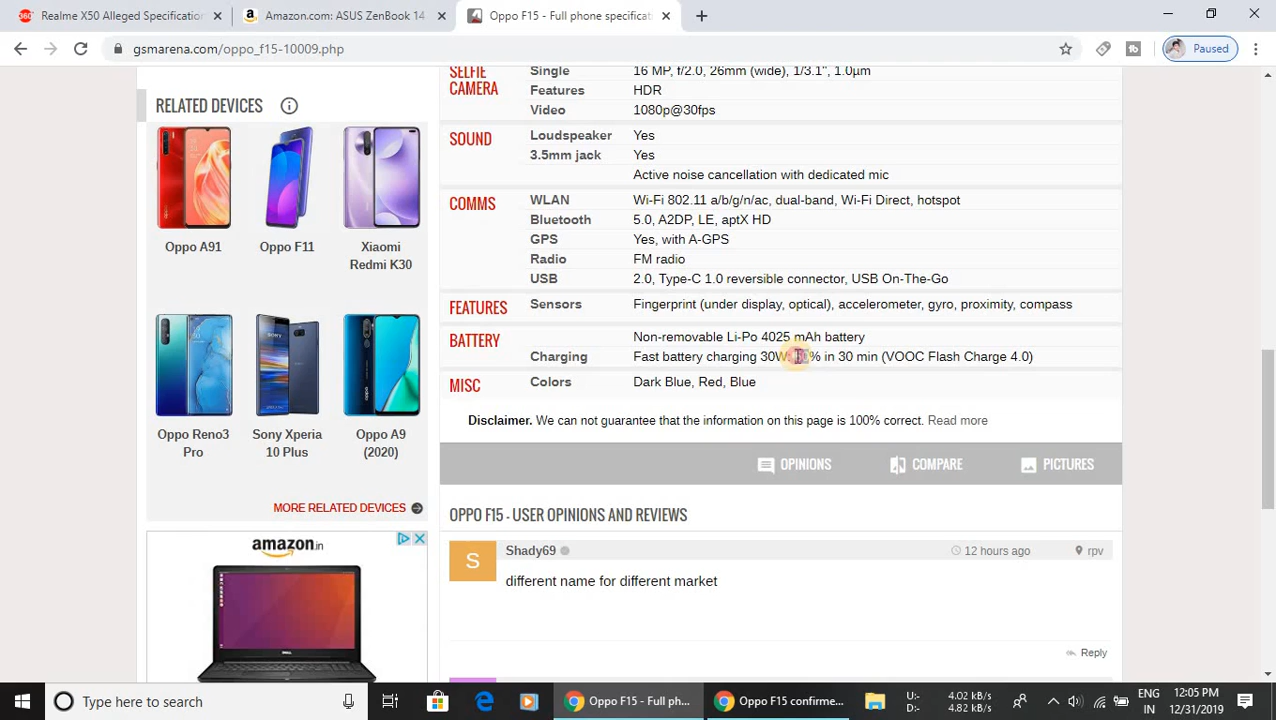 Realme X50 Alleged Specification
Amazon.com: ASUS ZenBook 14
Oppo F15 - Full phone specificat
gsmarena.com/oppo_f15-10009.php
Paused
RELATED DEVICES
Oppo A91
Oppo F11
Xiaomi
Redmi K30
Oppo Reno3
Pro
Sony Xperia
10 Plus
Oppo A9
(2020)
MORE RELATED DEVICES
amazon.in
SELFIE
CAMERA
Single 16 MP, f/2.0, 26mm (wide), 1/3.1", 1.0µm
Features HDR
Video 1080p@30fps
SOUND Loudspeaker Yes
3.5mm jack Yes
Active noise cancellation with dedicated mic
COMMS WLAN Wi-Fi 802.11 a/b/g/n/ac, dual-band, Wi-Fi Direct, hotspot
Bluetooth 5.0, A2DP, LE, aptX HD
GPS Yes, with A-GPS
Radio FM radio
USB 2.0, Type-C 1.0 reversible connector, USB On-The-Go
FEATURES Sensors Fingerprint (under display, optical), accelerometer, gyro, proximity, compass
BATTERY Non-removable Li-Po 4025 mAh battery
Charging Fast battery charging 30W: in 30 min (VOOC Flash Charge 4.0)
MISC Colors Dark Blue, Red, Blue
Disclaimer. We can not guarantee that the information on this page is 100% correct. Read more
OPINIONS COMPARE PICTURES
OPPO F15 - USER OPINIONS AND REVIEWS
S
Shady69 12 hours ago rpv
different name for different market
Reply
Type here to search
Oppo F15 - Full ph...
Oppo F15 confirme...
U:- 4.02 kB/s
D:- 4.82 kB/s
ENG
IN
12:05 PM
12/31/2019